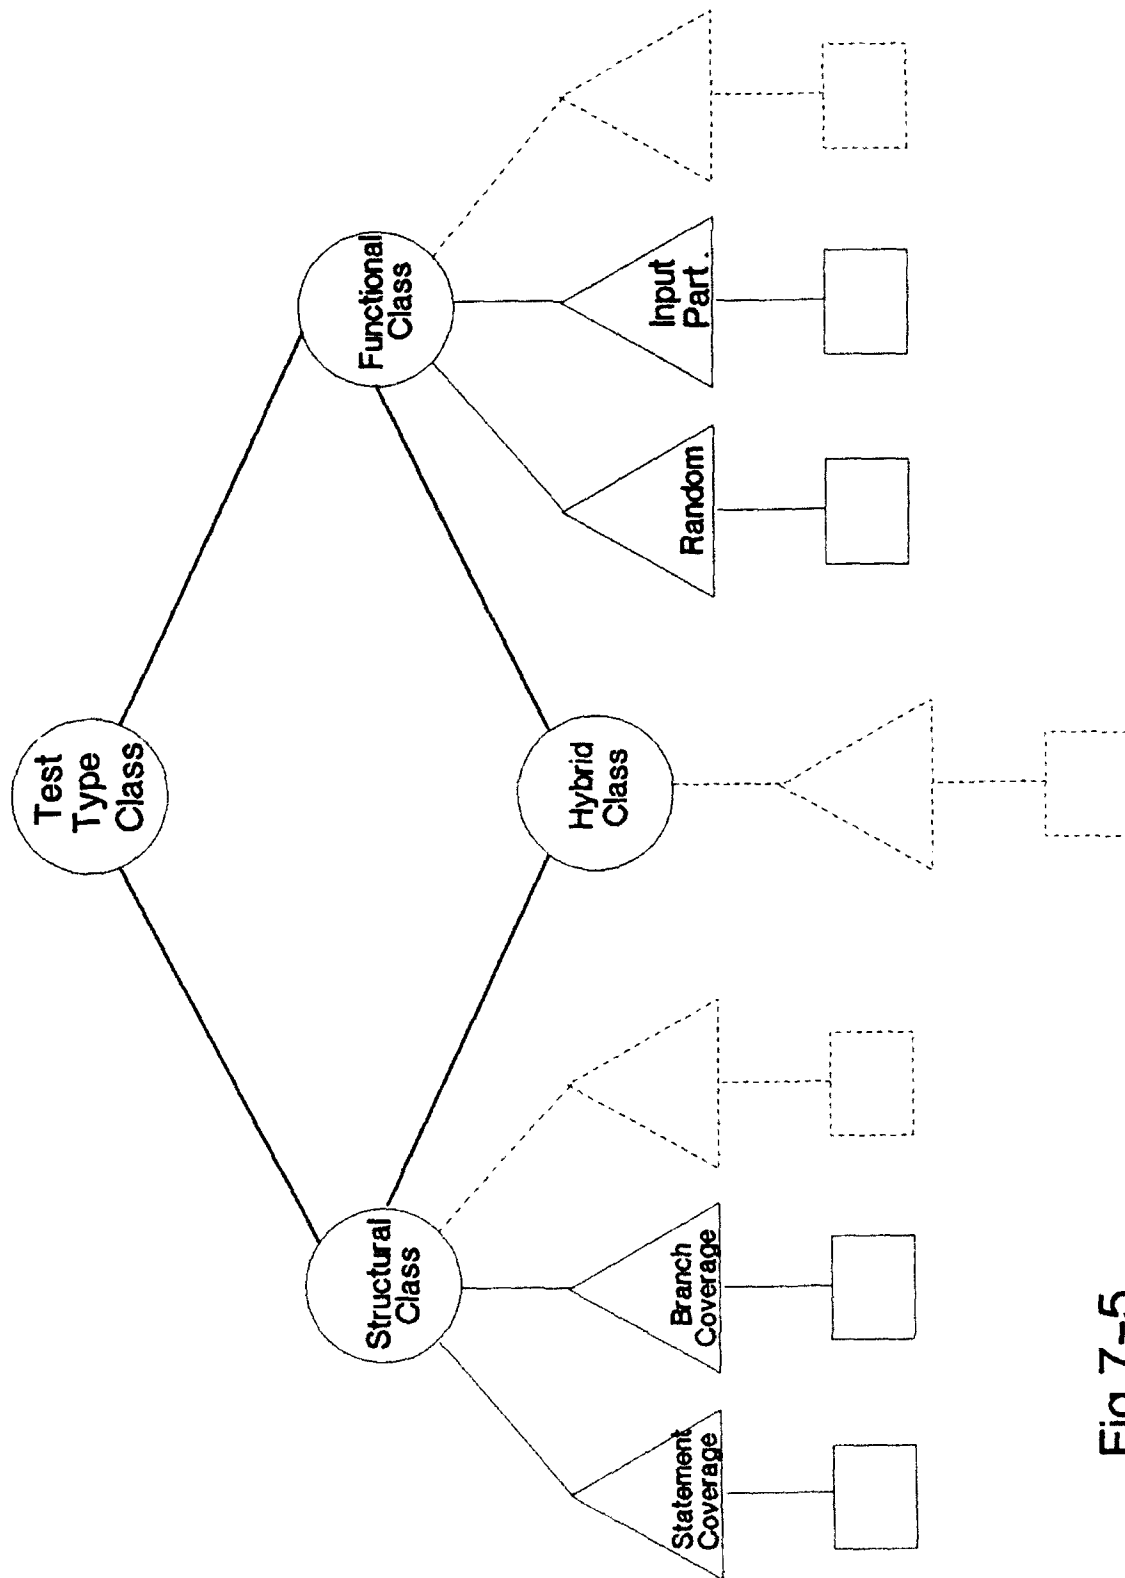 Test
Type
Class
Structural
Class
Functional
Class
Hybrid
Class
Statement
Coverage
Branch
Coverage
Random
Input
Part.
Fig 7-5